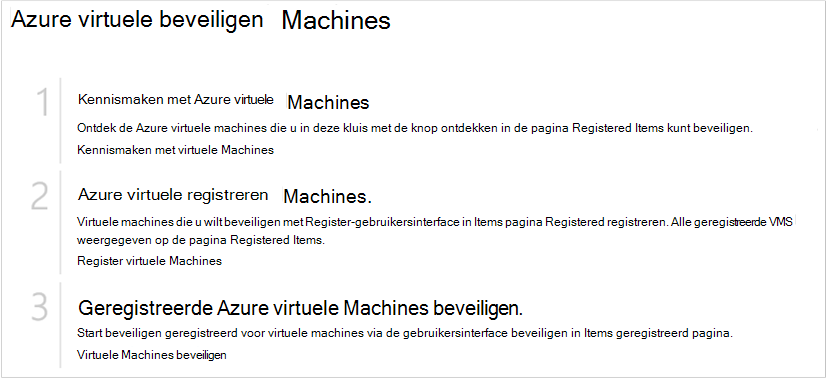 Azure virtuele beveiligen Machines
1 Kennismaken met Azure virtuele Machines
Ontdek de Azure virtuele machines die u in deze kluis met de knop ontdekken in de pagina Registered Items kunt beveiligen.
Kennismaken met virtuele Machines
2 Azure virtuele registreren Machines.
Virtuele machines die u wilt beveiligen met Register-gebruikersinterface in Items pagina Registered registreren. Alle geregistreerde VMS
weergegeven op de pagina Registered Items.
Register virtuele Machines
3 Geregistreerde Azure virtuele Machines beveiligen.
Start beveiligen geregistreerd voor virtuele machines via de gebruikersinterface beveiligen in Items geregistreerd pagina.
Virtuele Machines beveiligen